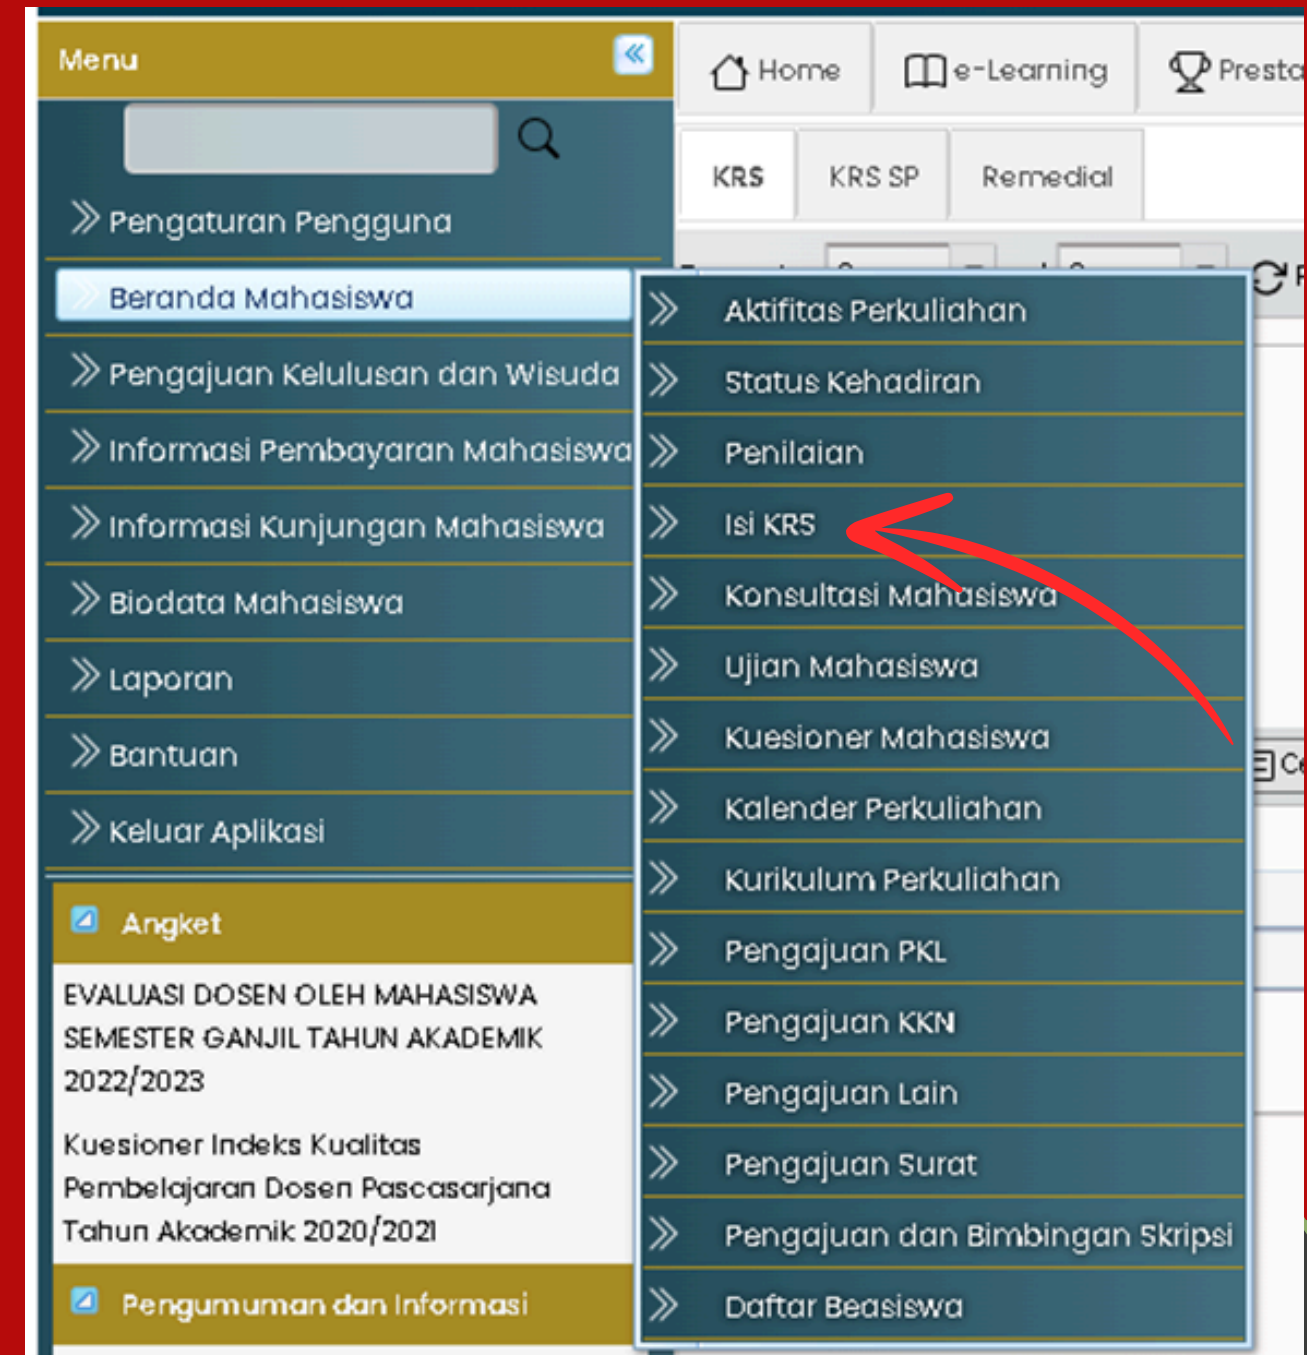 Menu
Pengaturan Pengguna
Beranda Mahasiswa
Pengajuan Kelulusan dan Wisuda
Informasi Pembayaran Mahasiswa
Informasi Kunjungan Mahasiswa
Biodata Mahasiswa
Laporan
Bantuan
Keluar Aplikasi
Angket
EVALUASI DOSEN OLEH MAHASISWA
SEMESTER GANJIL TAHUN AKADEMIK
2022/2023
Kuesioner Indeks Kualitas
Pembelajaran Dosen Pascasarjana
Tahun Akademik 2020/2021
Pengumuman dan Informasi
Home
e-Learning
KRS
KRS SP
Remedial
Aktifitas Perkuliahan
Status Kehadiran
Penilaian
Isi KRS
Konsultasi Mahasiswa
Ujian Mahasiswa
Kuesioner Mahasiswa
Kalender Perkuliahan
Kurikulum Perkuliahan
Pengajuan PKL
Pengajuan KKN
Pengajuan Lain
Pengajuan Surat
Pengajuan dan Bimbingan Skripsi
Daftar Beasiswa